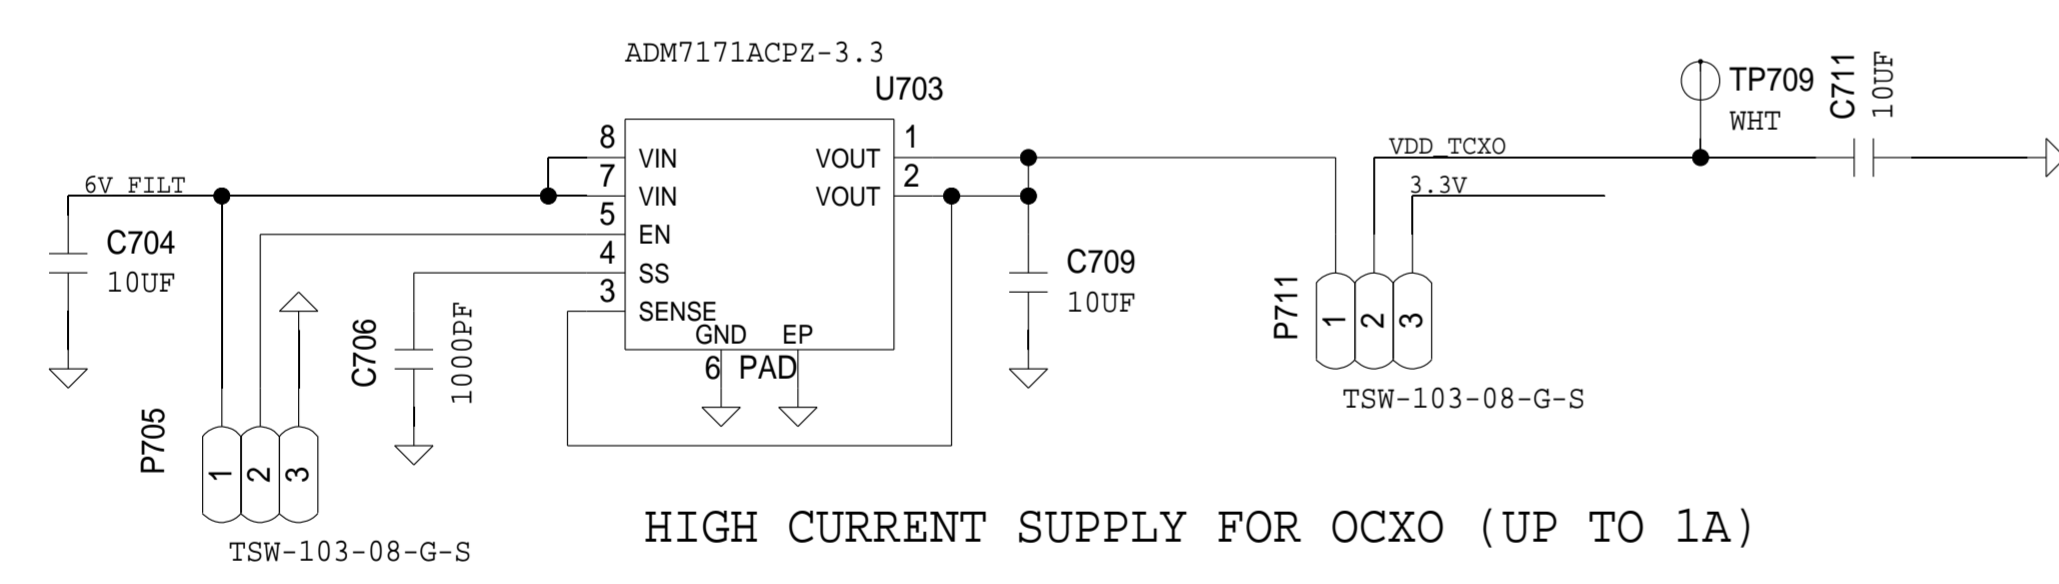 ADM7171ACPZ-3.3
U703
TP709
WHT
C711
10UF
8
VIN
VOUT
1
7
VIN
VOUT
2
5
EN
4
SS
3
SENSE
GND
EP
6
PAD
6V_FILT
C704
10UF
C706
1000PF
C709
10UF
VDD_TCXO
3.3V
P711
1
2
3
TSW-103-08-G-S
P705
1
2
3
TSW-103-08-G-S
HIGH CURRENT SUPPLY FOR OCXO (UP TO 1A)